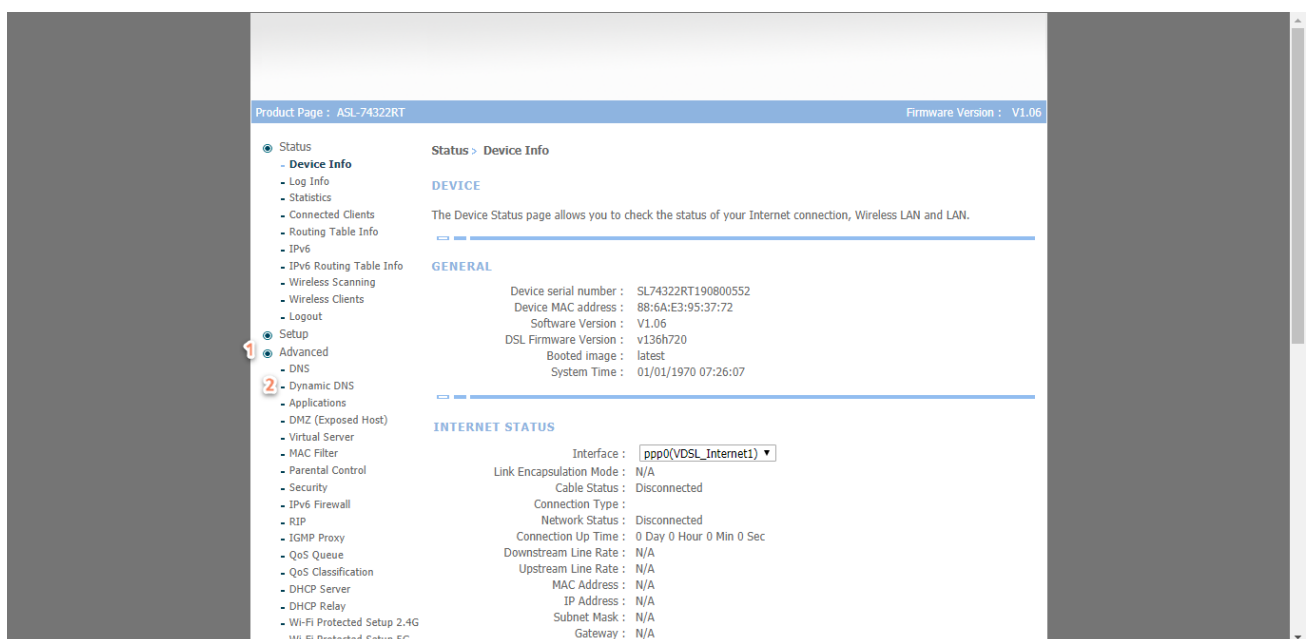 Product Page : ASL-74322RT
Firmware Version : V1.06
Status
- Device Info
- Log Info
- Statistics
- Connected Clients
- Routing Table Info
- IPv6
- IPv6 Routing Table Info
- Wireless Scanning
- Wireless Clients
- Logout
Setup
1 Advanced
- DNS
2 - Dynamic DNS
- Applications
- DMZ (Exposed Host)
- Virtual Server
- MAC Filter
- Parental Control
- Security
- IPv6 Firewall
- RIP
- IGMP Proxy
- QoS Queue
- QoS Classification
- DHCP Server
- DHCP Relay
- Wi-Fi Protected Setup 2.4G
- Wi-Fi Protected Setup 5G
Status > Device Info
DEVICE
The Device Status page allows you to check the status of your Internet connection, Wireless LAN and LAN.
GENERAL
Device serial number : SL74322RT190800552
Device MAC address : 88:6A:E3:95:37:72
Software Version : V1.06
DSL Firmware Version : v136h720
Booted image : latest
System Time : 01/01/1970 07:26:07
INTERNET STATUS
Interface : ppp0(VDSL_Internet1)
Link Encapsulation Mode : N/A
Cable Status : Disconnected
Connection Type :
Network Status : Disconnected
Connection Up Time : 0 Day 0 Hour 0 Min 0 Sec
Downstream Line Rate : N/A
Upstream Line Rate : N/A
MAC Address : N/A
IP Address : N/A
Subnet Mask : N/A
Gateway : N/A